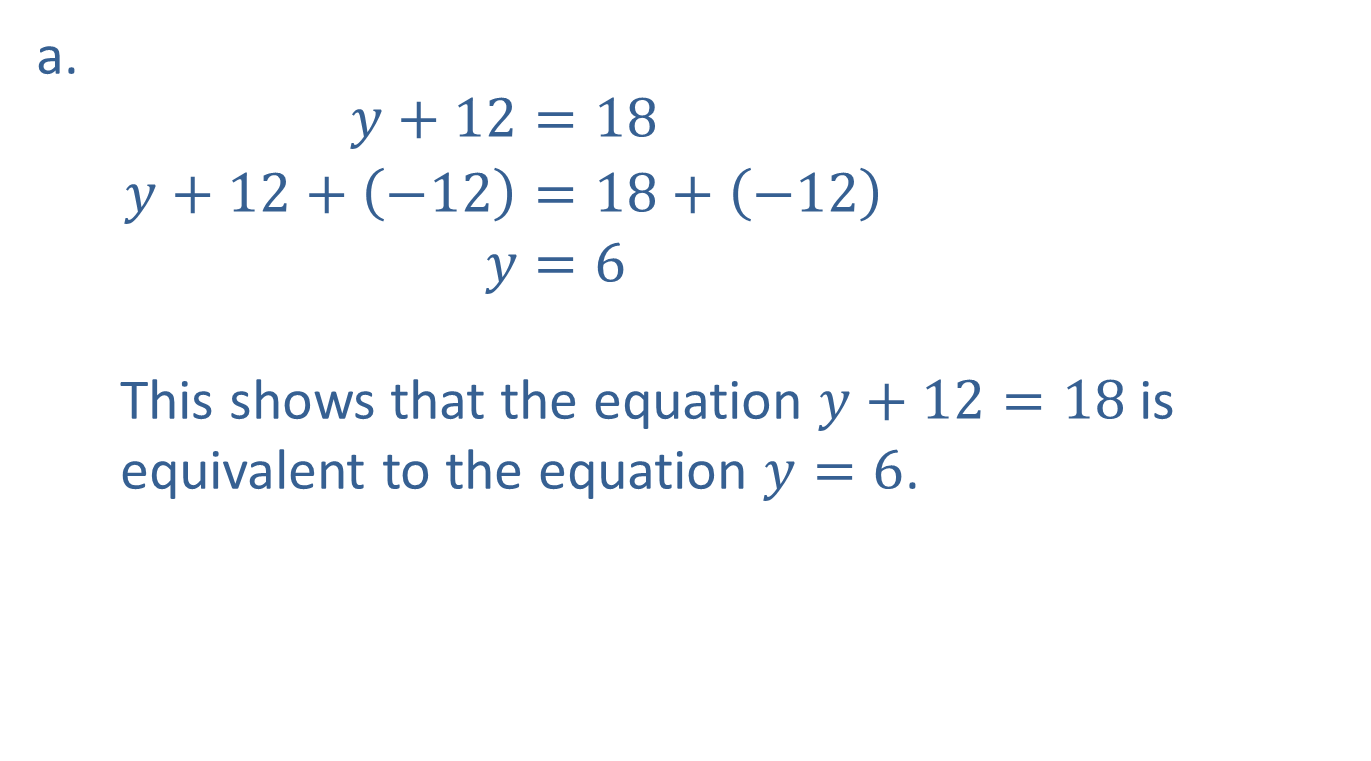 a.
y + 12 = 18
y + 12 + (−12) = 18 + (−12)
y = 6
This shows that the equation y + 12 = 18 is
equivalent to the equation y = 6.